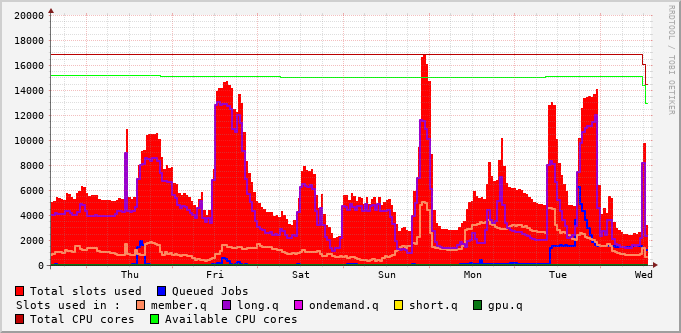 20000
18000
16000
14000
12000
10000
8000
6000
4000
2000
0
Thu Fri Sat Sun Mon Tue Wed
RRDTOOL / TOBI OETIKER
Total slots used Queued Jobs
Slots used in : member.q long.q ondemand.q short.q gpu.q
Total CPU cores Available CPU cores